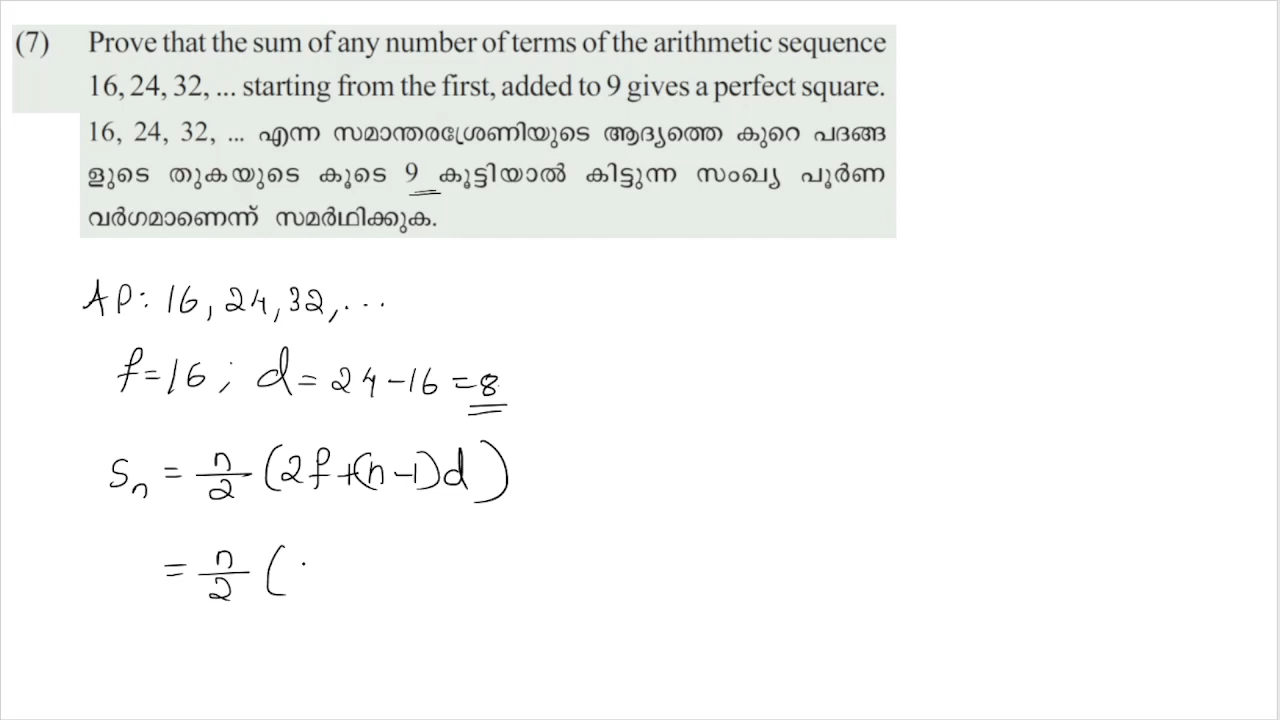 (7) Prove that the sum of any number of terms of the arithmetic sequence
16, 24, 32, ... starting from the first, added to 9 gives a perfect square.
16, 24, 32, ... എന്ന സമാന്തരശ്രേണിയുടെ ആദ്യത്തെ കുറെ പദങ്ങ
ളുടെ തുകയുടെ കൂടെ 9 കൂട്ടിയാൽ കിട്ടുന്ന സംഖ്യ പൂർണ
വർഗമാണെന്ന് സമർഥിക്കുക.
AP: 16, 24, 32, ...
f = 16 ; d = 24 - 16 = 8
Sn = n/2 (2f + (n - 1)d)
= n/2 (